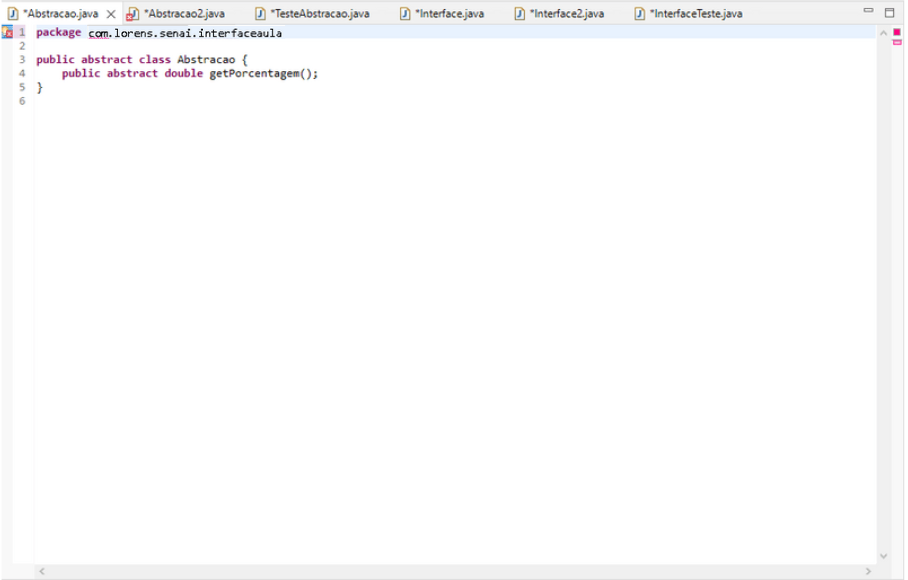 *Abstracao.java *Abstracao2.java *TesteAbstracao.java *Interface.java *Interface2.java *InterfaceTeste.java
1 package com.lorens.senai.interfaceaula
2
3 public abstract class Abstracao {
4 public abstract double getPorcentagem();
5 }
6